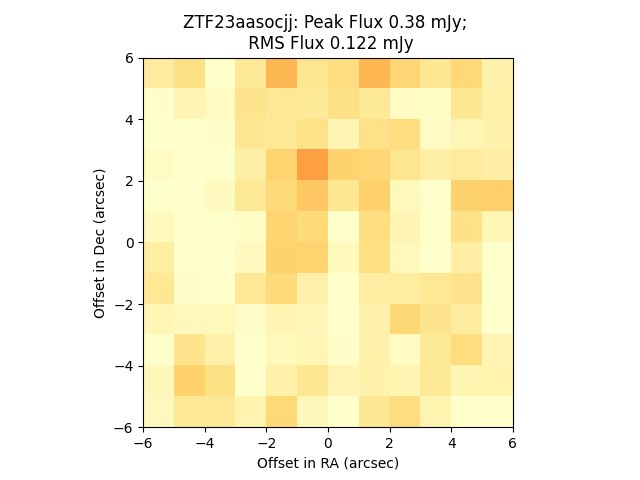 ZTF23aasocjj: Peak Flux 0.38 mJy;
RMS Flux 0.122 mJy
6
4
2
0
−2
−4
−6
Offset in Dec (arcsec)
−6 −4 −2 0 2 4 6
Offset in RA (arcsec)